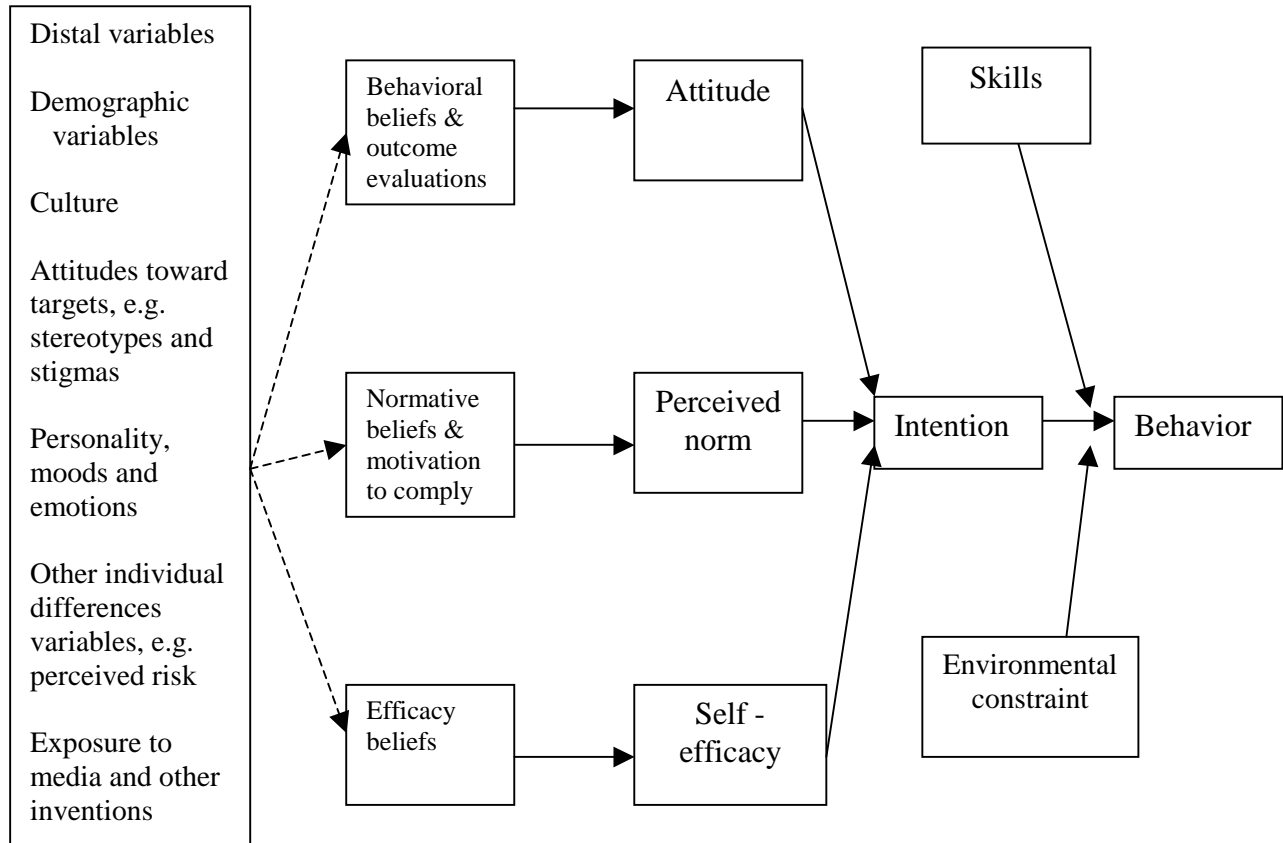 Distal variables
Demographic
variables
Culture
Attitudes toward
targets, e.g.
stereotypes and
stigmas
Personality,
moods and
emotions
Other individual
differences
variables, e.g.
perceived risk
Exposure to
media and other
inventions
Behavioral
beliefs &
outcome
evaluations
Normative
beliefs &
motivation
to comply
Efficacy
beliefs
Attitude
Perceived
norm
Self -
efficacy
Skills
Intention
Behavior
Environmental
constraint